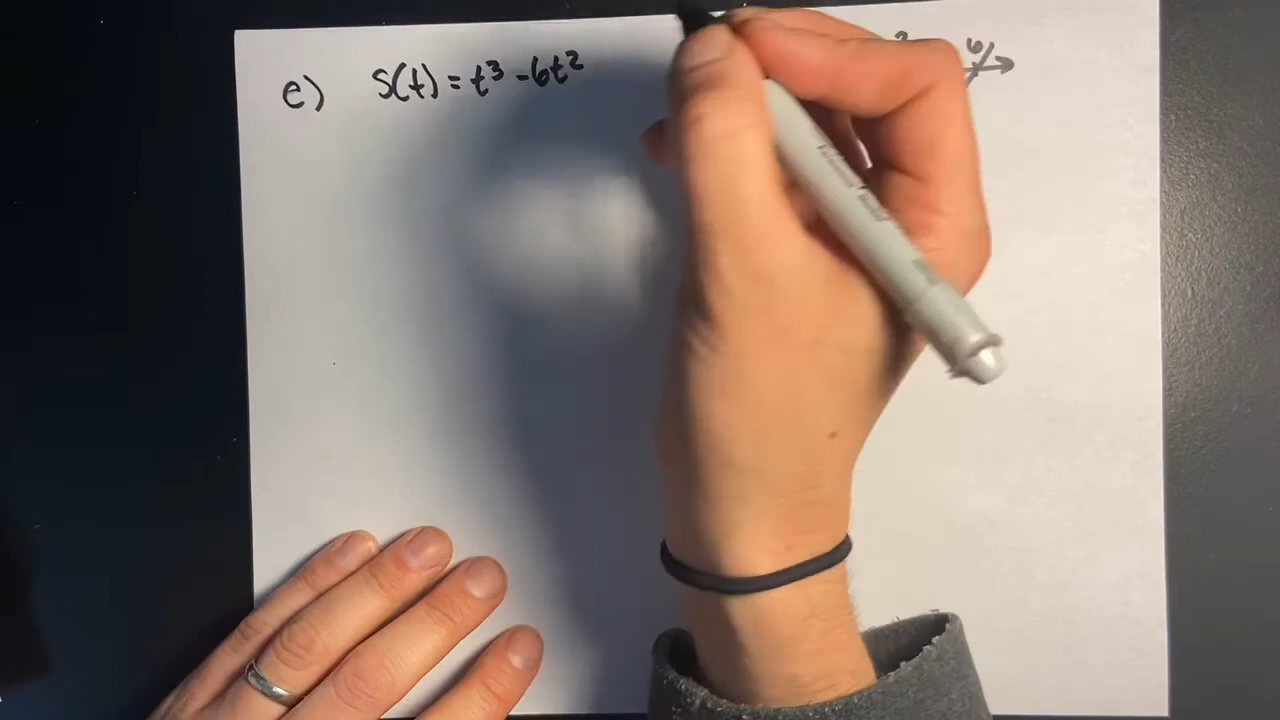 e) S(t) = t³ - 6t²